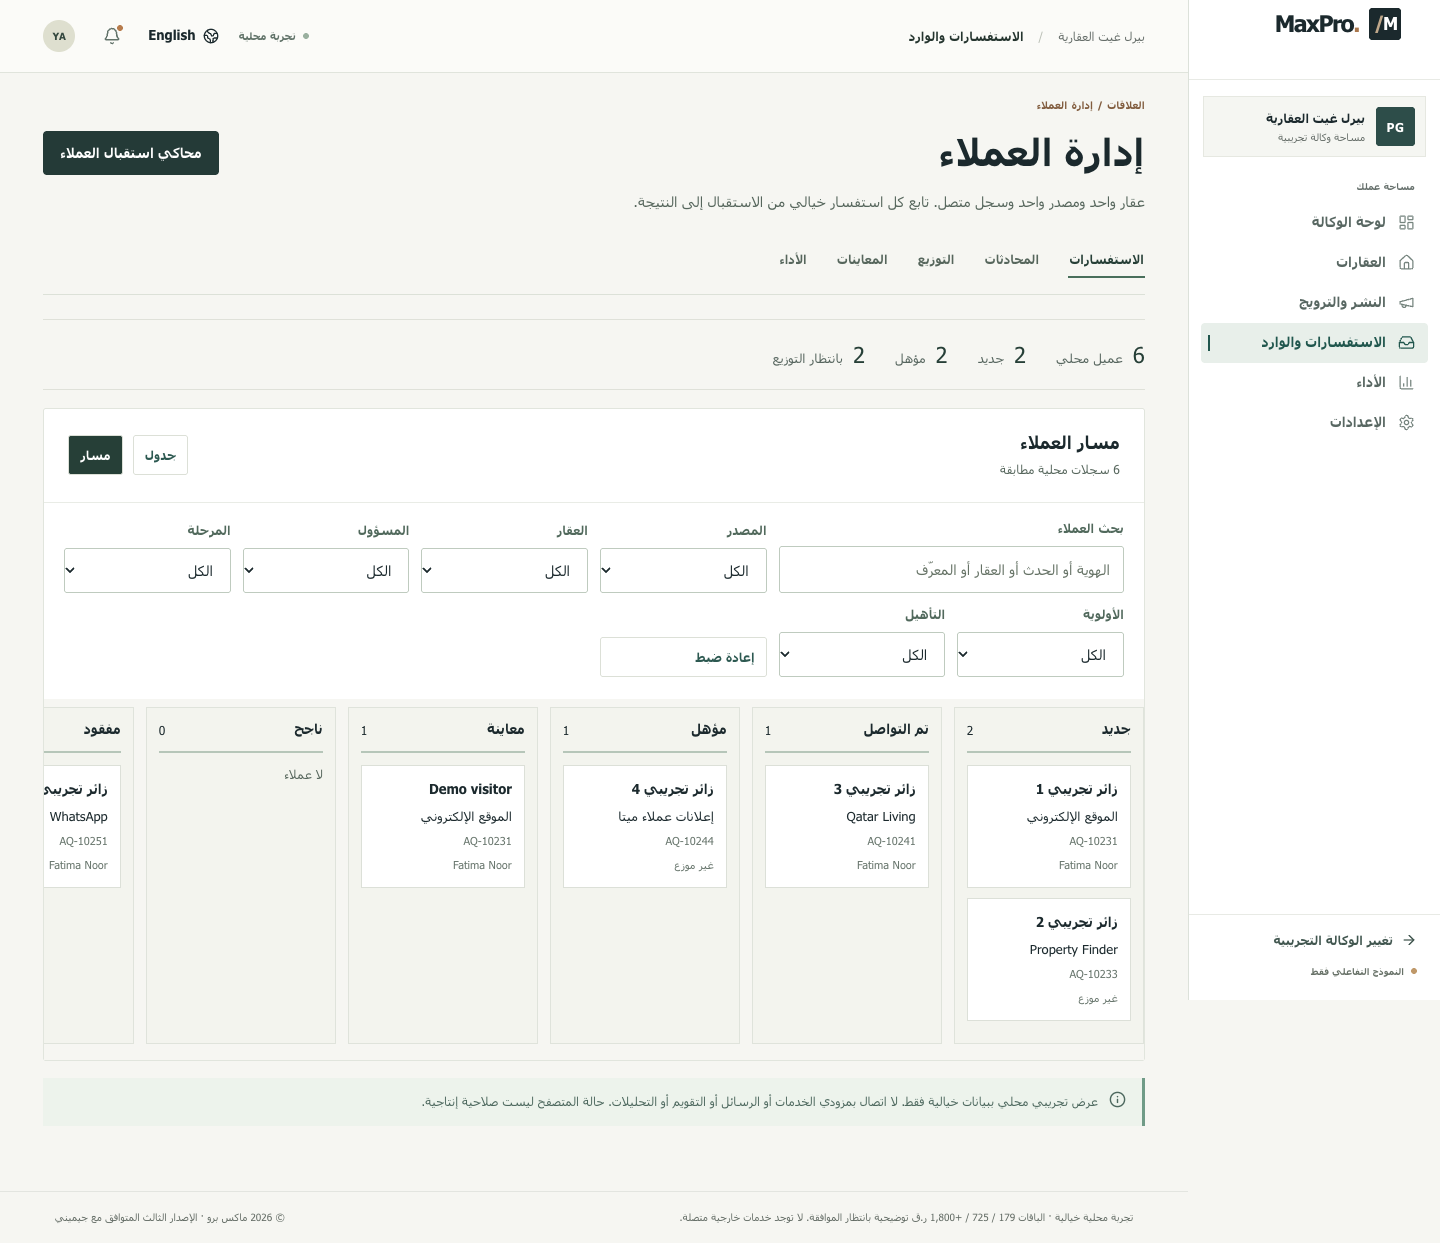 MaxPro.
/M
بيرل غيت العقارية
مساحة وكالة تجريبية
PG
مساحة عملك
لوحة الوكالة
العقارات
النشر والترويج
الاستفسارات والوارد
الأداء
الإعدادات
تغيير الوكالة التجريبية
النموذج التفاعلي فقط
بيرل غيت العقارية / الاستفسارات والوارد
تجربة محلية
English
YA
العلاقات / إدارة العملاء
إدارة العملاء
محاكي استقبال العملاء
عقار واحد ومصدر واحد وسجل متصل. تابع كل استفسار خيالي من الاستقبال إلى النتيجة.
الاستفسارات المحادثات التوزيع المعاينات الأداء
6 عميل محلي 2 جديد 2 مؤهل 2 بانتظار التوزيع
مسار العملاء
6 سجلات محلية مطابقة
جدول مسار
بحث العملاء المصدر العقار المسؤول المرحلة
الهوية أو الحدث أو العقار أو المعرّف الكل الكل الكل الكل
الأولوية التأهيل
الكل الكل إعادة ضبط
جديد 2
زائر تجريبي 1
الموقع الإلكتروني
AQ-10231
Fatima Noor
زائر تجريبي 2
Property Finder
AQ-10233
غير موزع
تم التواصل 1
زائر تجريبي 3
Qatar Living
AQ-10241
Fatima Noor
مؤهل 1
زائر تجريبي 4
إعلانات عملاء ميتا
AQ-10244
غير موزع
معاينة 1
Demo visitor
الموقع الإلكتروني
AQ-10231
Fatima Noor
ناجح 0
لا عملاء
مفقود
زائر تجريبي
WhatsApp
AQ-10251
Fatima Noor
عرض تجريبي محلي ببيانات خيالية فقط. لا اتصال بمزودي الخدمات أو الرسائل أو التقويم أو التحليلات. حالة المتصفح ليست صلاحية إنتاجية.
تجربة محلية خيالية · الباقات 179 / 725 / +1,800 ر.ق توضيحية بانتظار الموافقة. لا توجد خدمات خارجية متصلة.
© 2026 ماكس برو · الإصدار الثالث المتوافق مع جيميني